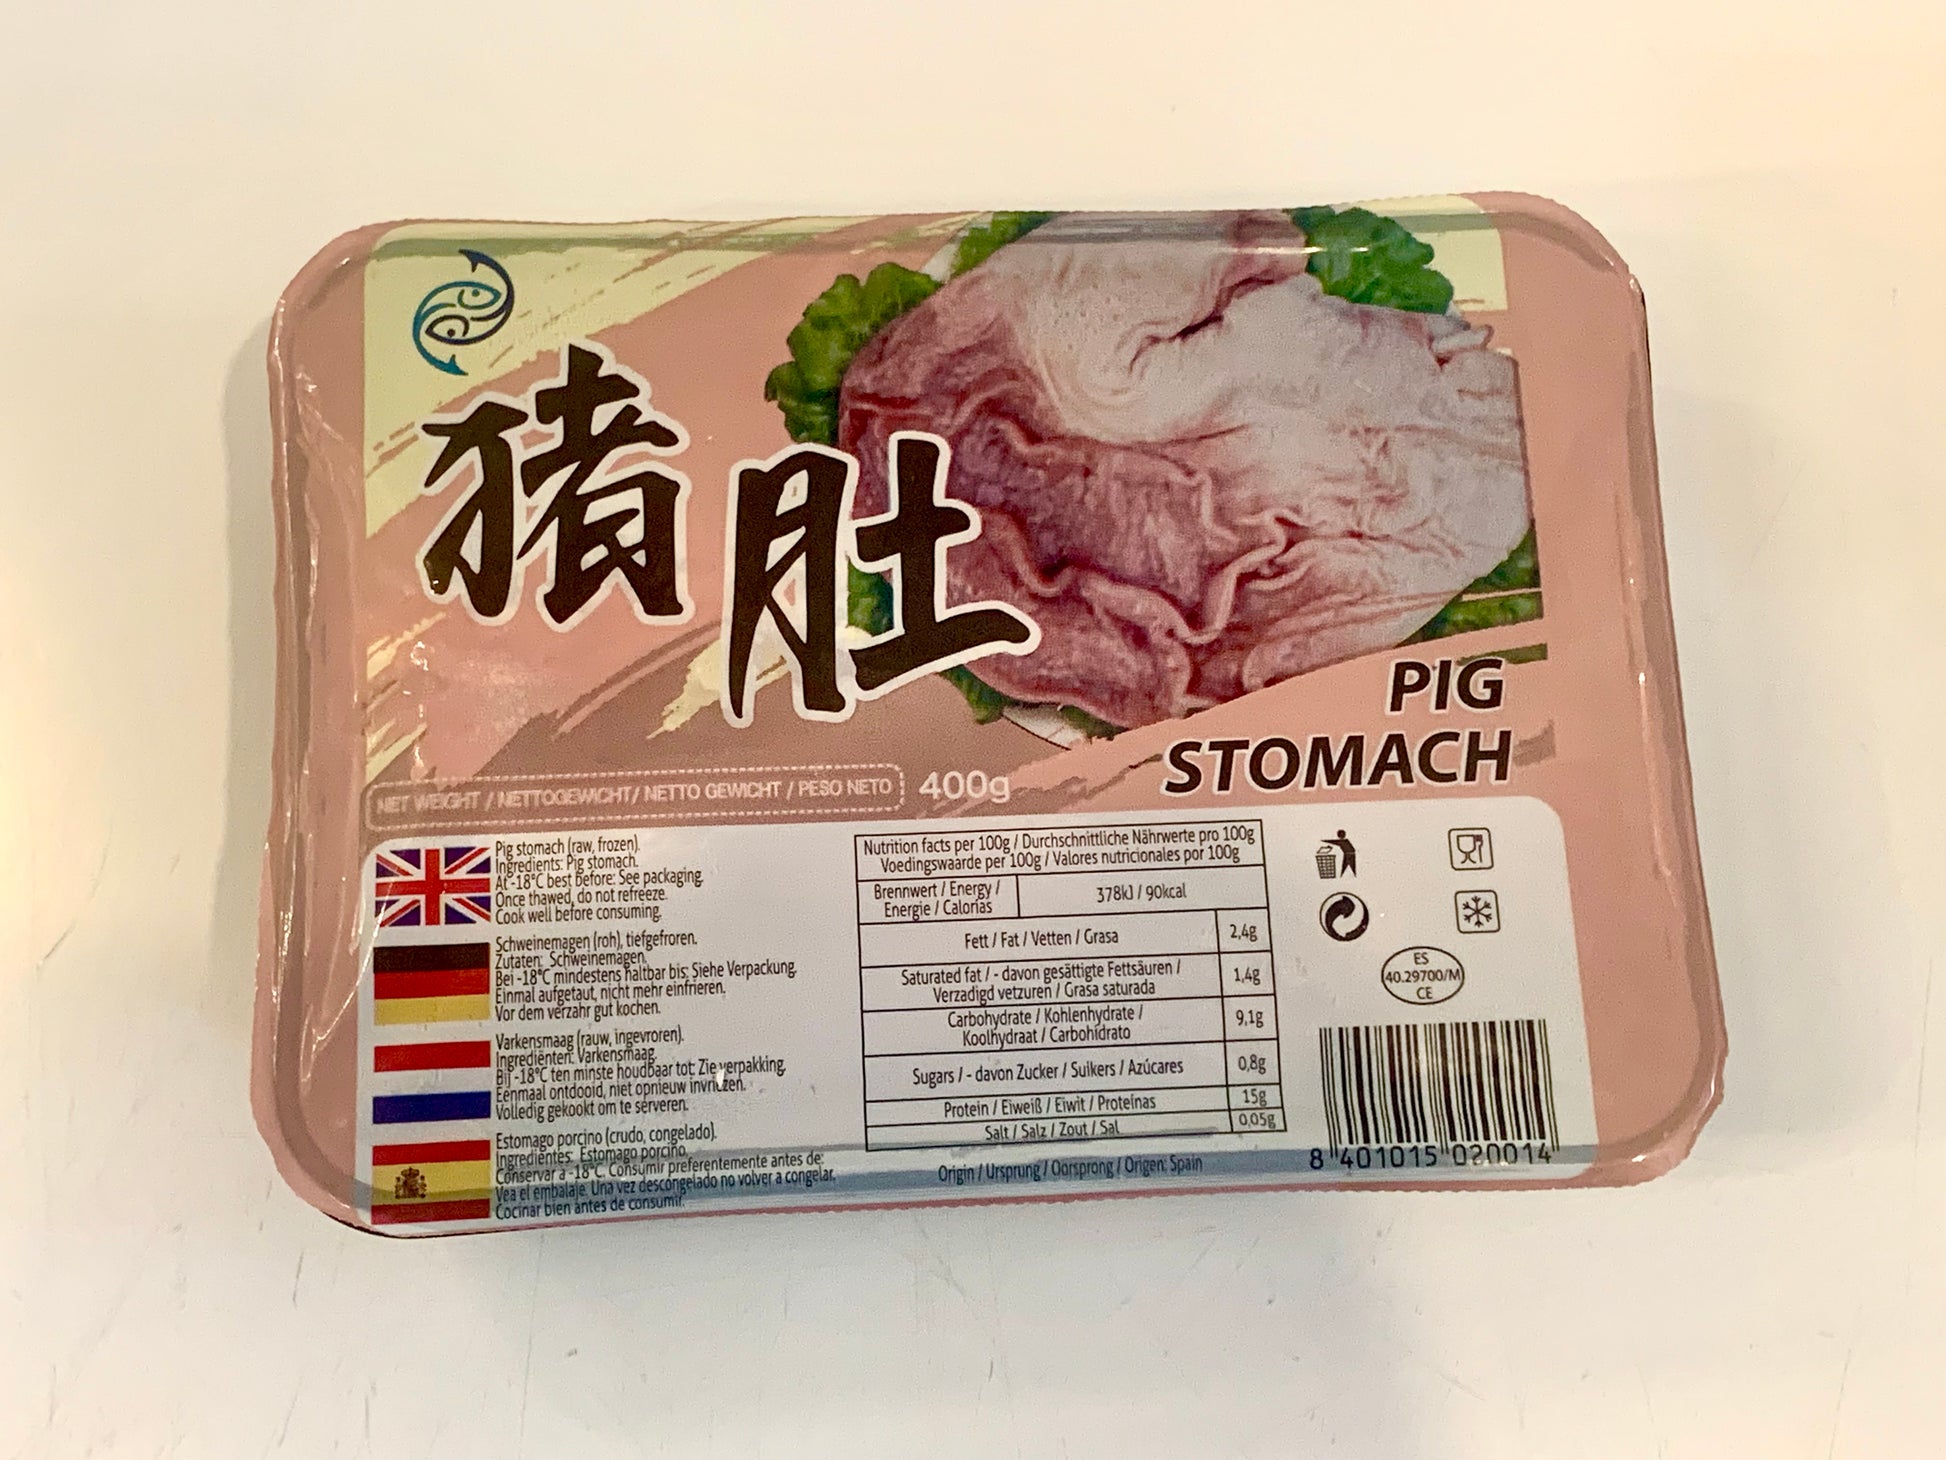 猪肚
PIG
STOMACH
NET WEIGHT / NETTOGEWICHT/ NETTO GEWICHT / PESO NETO 400g
Pig stomach (raw, frozen).
Ingredients: Pig stomach.
At -18°C best before: See packaging.
Once thawed, do not refreeze.
Cook well before consuming.
Schweinemagen (roh), tiefgefroren.
Zutaten: Schweinemagen.
Bei -18°C mindestens haltbar bis: Siehe Verpackung.
Einmal aufgetaut, nicht mehr einfrieren.
Vor dem verzahr gut kochen.
Varkensmaag (rauw, ingevroren).
Ingrediënten: Varkensmaag.
Bij -18°C ten minste houdbaar tot: Zie verpakking.
Eenmaal ontdooid, niet opnieuw invriezen.
Volledig gekookt om te serveren.
Estomago porcino (crudo, congelado).
Ingredientes: Estomago porcino.
Conservar a -18°C. Consumir preferentemente antes de:
Vea el embalaje. Una vez descongelado no volver a congelar.
Cocinar bien antes de consumir.
Nutrition facts per 100g / Durchschnittliche Nährwerte pro 100g
Voedingswaarde per 100g / Valores nutricionales por 100g
Brennwert / Energy /
Energie / Calorías
378kJ / 90kcal
Fett / Fat / Vetten / Grasa 2,4g
Saturated fat / - davon gesättigte Fettsäuren /
Verzadigd vetzuren / Grasa saturada
1,4g
Carbohydrate / Kohlenhydrate /
Koolhydraat / Carbohidrato
9,1g
Sugars / - davon Zucker / Suikers / Azúcares 0,8g
Protein / Eiweiß / Eiwit / Proteínas 15g
Salt / Salz / Zout / Sal 0,05g
Origin / Ursprung / Oorsprong / Origen: Spain
ES
40.29700/M
CE
8 401015 020014